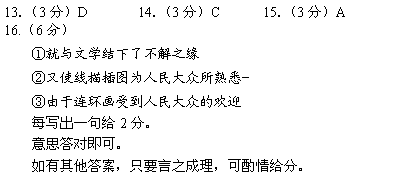 13.（3分）D 14.（3分）C 15.（3分）A
16.（6分）
①就与文学结下了不解之缘
②又使线描插图为人民大众所熟悉-
③由于连环画受到人民大众的欢迎
每写出一句给2分。
意思答对即可。
如有其他答案，只要言之成理，可酌情给分。